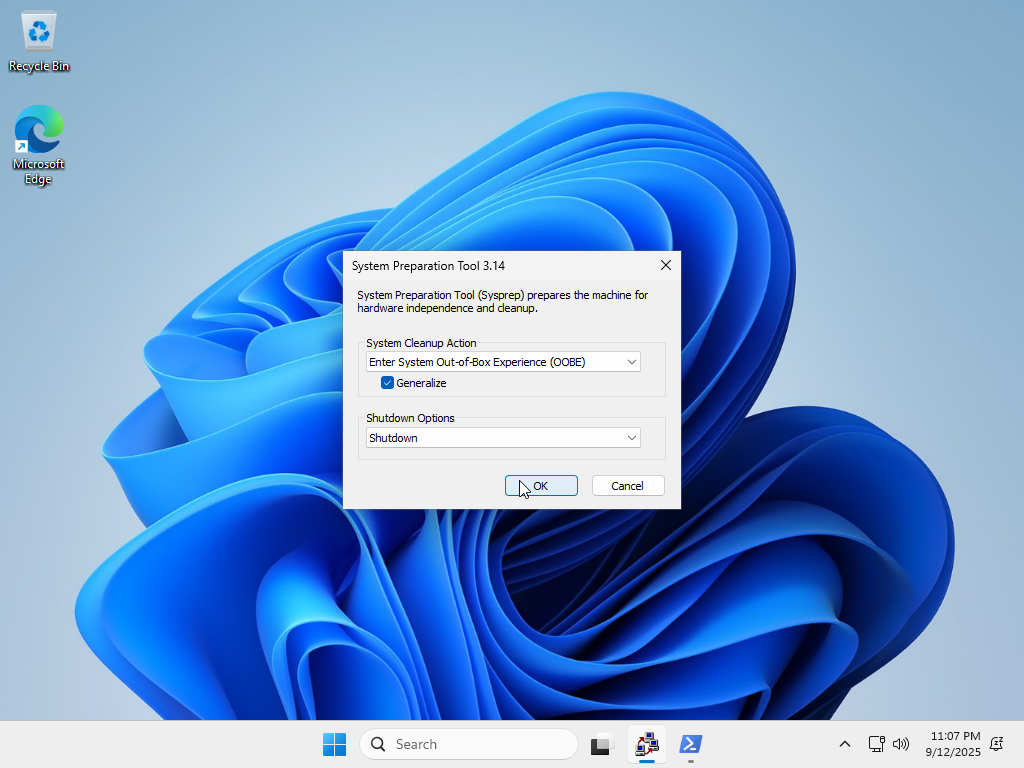 Recycle Bin
Microsoft
Edge
System Preparation Tool 3.14
System Preparation Tool (Sysprep) prepares the machine for
hardware independence and cleanup.
System Cleanup Action
Enter System Out-of-Box Experience (OOBE)
Generalize
Shutdown Options
Shutdown
OK
Cancel
Search
11:07 PM
9/12/2025